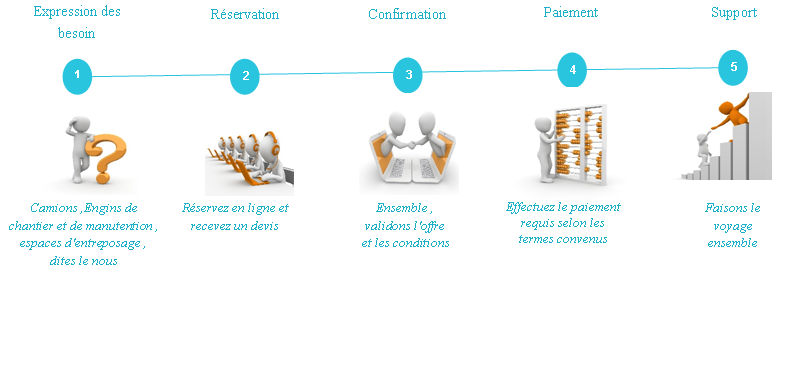 Expression des
besoin
Réservation
Confirmation
Paiement
Support
1
2
3
4
5
Camions ,Engins de
chantier et de manutention ,
espaces d'entreposage ,
dites le nous
Réservez en ligne et
recevez un devis
Ensemble ,
validons l'offre
et les conditions
Effectuez le paiement
requis selon les
termes convenus
Faisons le
voyage
ensemble